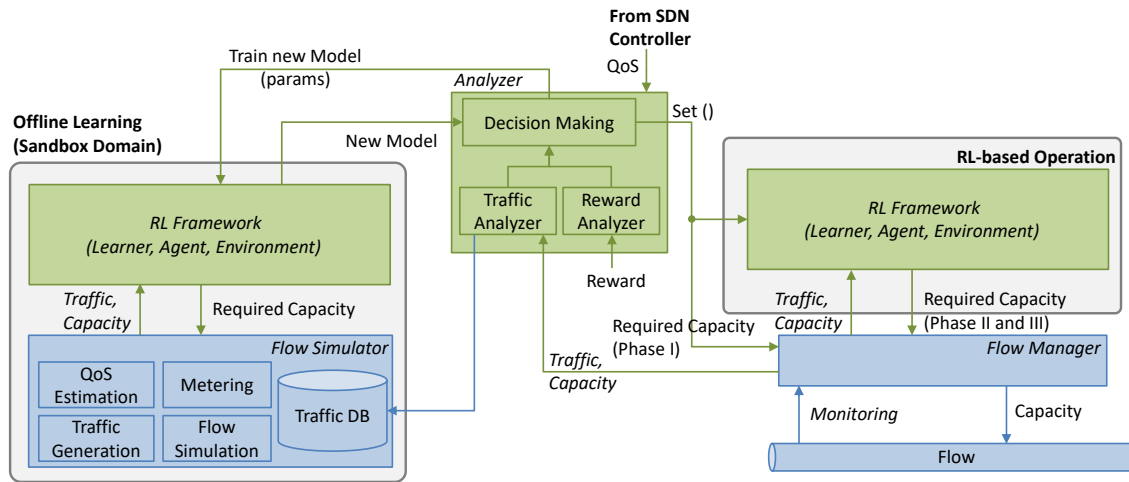 From SDN
Controller
QoS
Train new Model
(params)
Analyzer
Decision Making
Set ()
New Model
Traffic
Analyzer
Reward
Analyzer
Reward
Offline Learning
(Sandbox Domain)
RL Framework
(Learner, Agent, Environment)
Traffic,
Capacity
Required Capacity
Flow Simulator
QoS
Estimation
Metering
Traffic DB
Traffic
Generation
Flow
Simulation
RL-based Operation
RL Framework
(Learner, Agent, Environment)
Traffic,
Capacity
Required Capacity
(Phase II and III)
Required Capacity
(Phase I)
Traffic,
Capacity
Flow Manager
Monitoring
Capacity
Flow